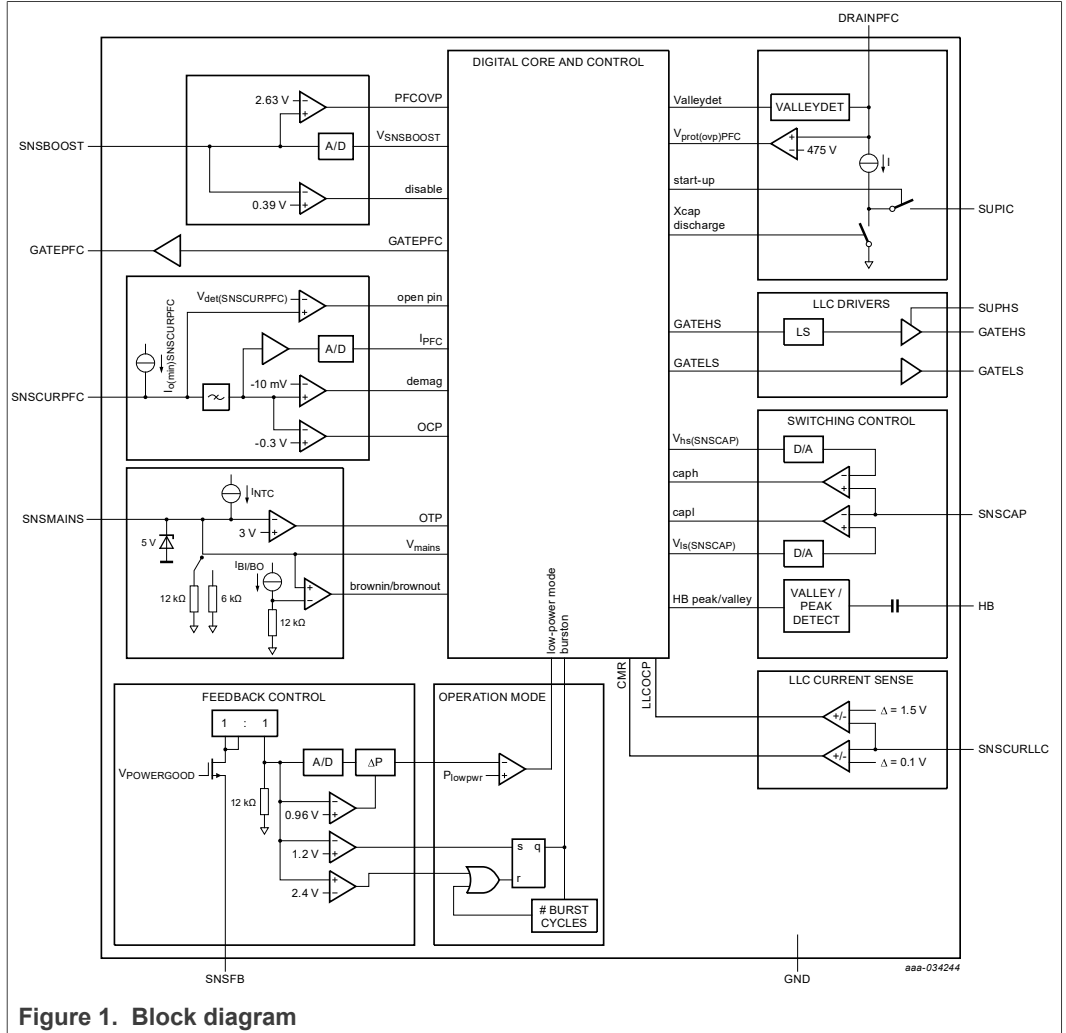 DRAINPFC
DIGITAL CORE AND CONTROL
2.63 V
PFCOVP
SNSBOOST
A/D
VSNSBOOST
0.39 V
disable
GATEPFC
GATEPFC
Vdet(SNSCURPFC)
open pin
Io(min)SNSCURPFC
A/D
IPFC
-10 mV
demag
SNSCURPFC
-0.3 V
OCP
INTC
SNSMAINS
3 V
OTP
5 V
Vmains
IBI/BO
brownin/brownout
12 kΩ
6 kΩ
12 kΩ
low-power mode
burston
CMR
LLCOCP
Valleydet
VALLEYDET
Vprot(ovp)PFC
475 V
I
start-up
SUPIC
Xcap
discharge
LLC DRIVERS
SUPHS
GATEHS
LS
GATEHS
GATELS
GATELS
SWITCHING CONTROL
Vhs(SNSCAP)
D/A
caph
SNSCAP
capl
Vls(SNSCAP)
D/A
HB peak/valley
VALLEY /
PEAK
DETECT
HB
LLC CURRENT SENSE
+/-
Δ = 1.5 V
SNSCURLLC
+/-
Δ = 0.1 V
FEEDBACK CONTROL
1 : 1
VPOWERGOOD
A/D
ΔP
12 kΩ
0.96 V
1.2 V
2.4 V
OPERATION MODE
Plowpwr
s q
r
# BURST
CYCLES
SNSFB
GND
aaa-034244
Figure 1. Block diagram